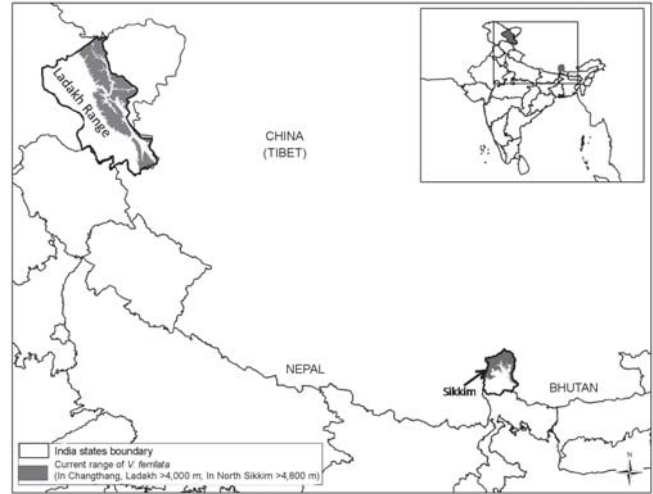 Ladakh Range
CHINA
(TIBET)
NEPAL
Sikkim
BHUTAN
India states boundary
Current range of V. ferrilata
(In Changthang, Ladakh >4,000 m; In North Sikkim >4,600 m)
N